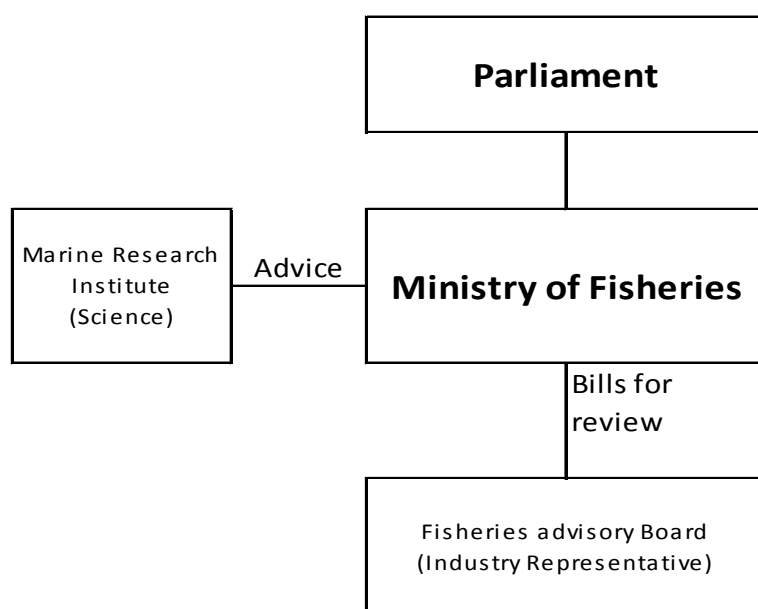 Parliament
Marine Research
Institute
(Science)
Advice
Ministry of Fisheries
Bills for
review
Fisheries advisory Board
(Industry Representative)